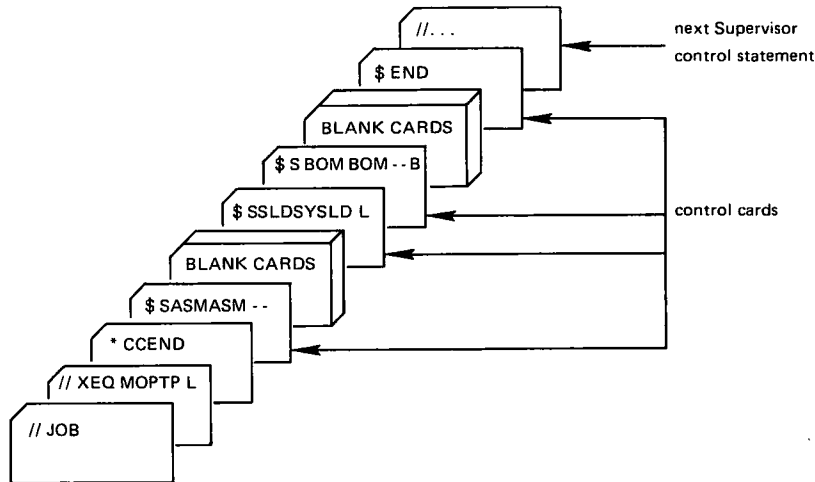 //. . .
next Supervisor
control statement
$ END
BLANK CARDS
$ S BOM BOM - - B
$ SSLDSYSLD L
control cards
BLANK CARDS
$ SASMASM - -
* CCEND
// XEQ MOPTP L
// JOB